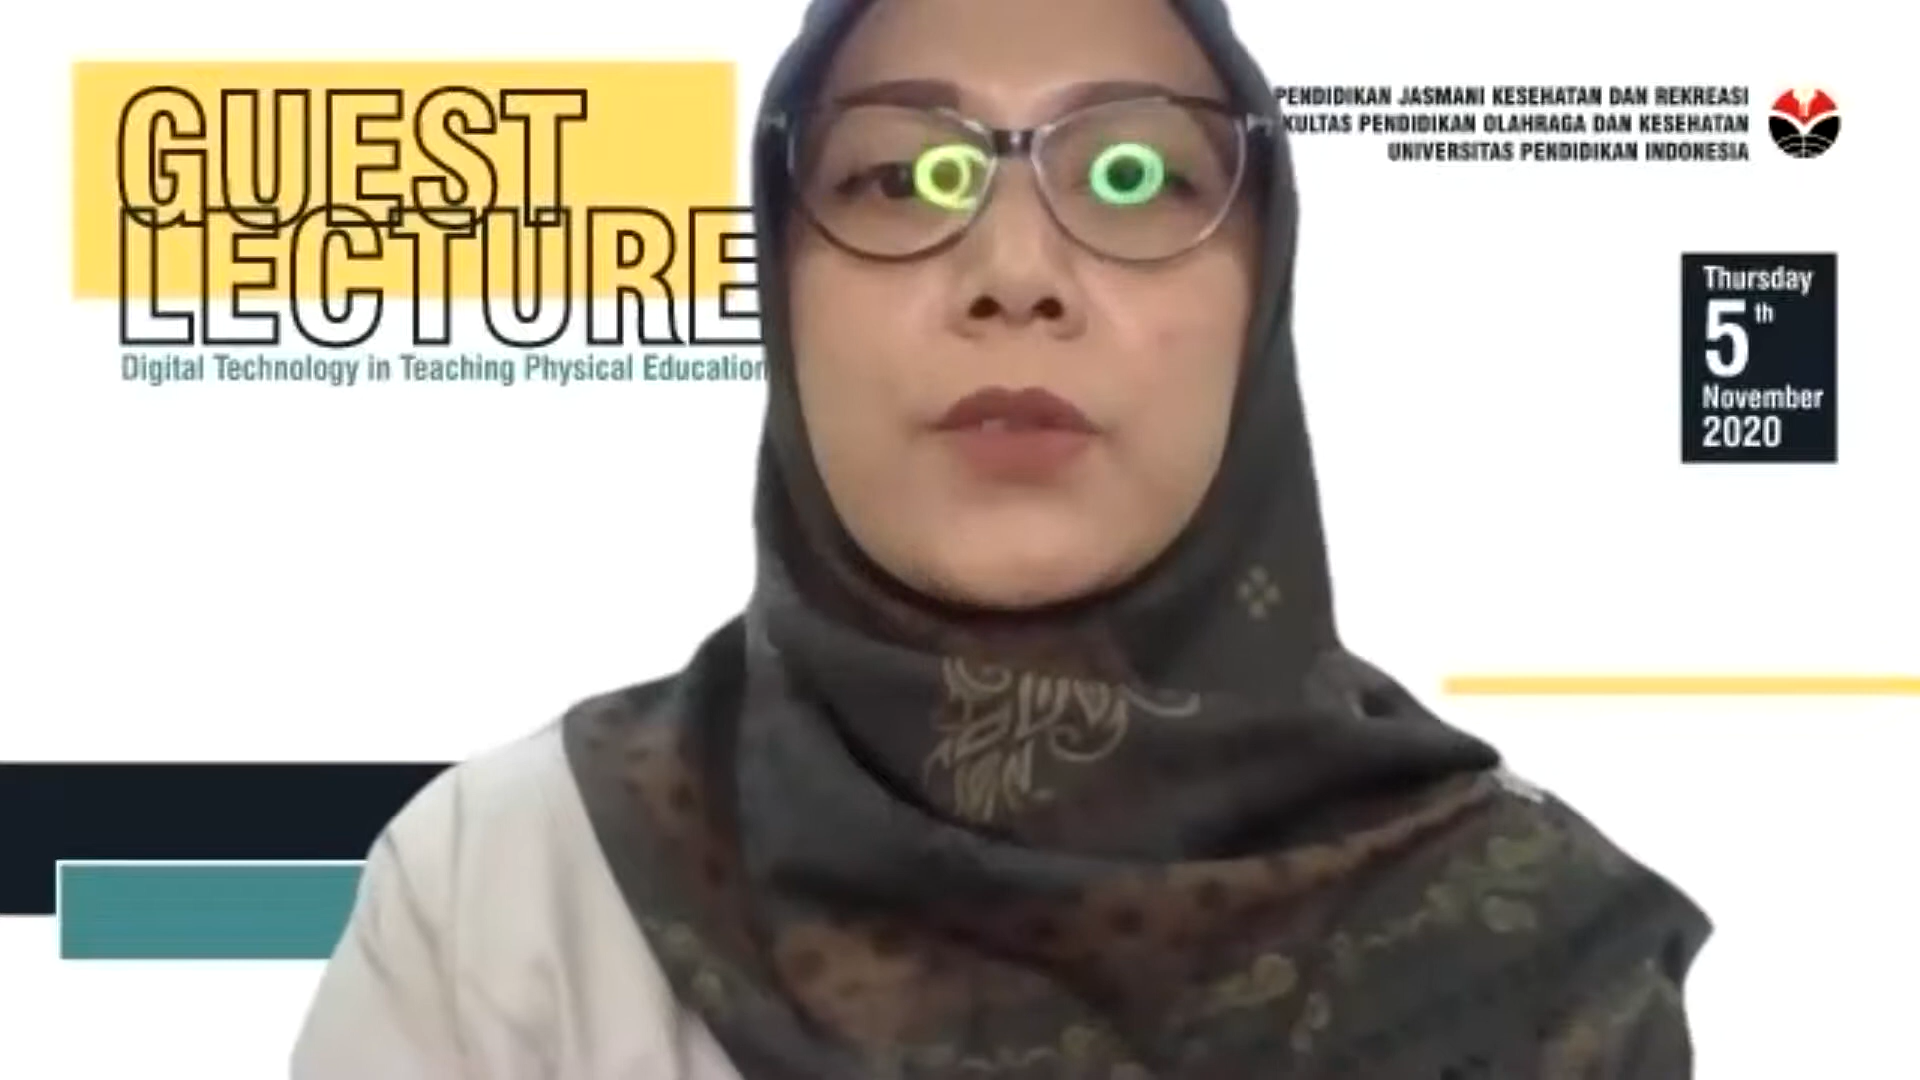 GUEST
LECTURE
Digital Technology in Teaching Physical Education
PENDIDIKAN JASMANI KESEHATAN DAN REKREASI
KULTAS PENDIDIKAN OLAHRAGA DAN KESEHATAN
UNIVERSITAS PENDIDIKAN INDONESIA
Thursday
5th
November
2020